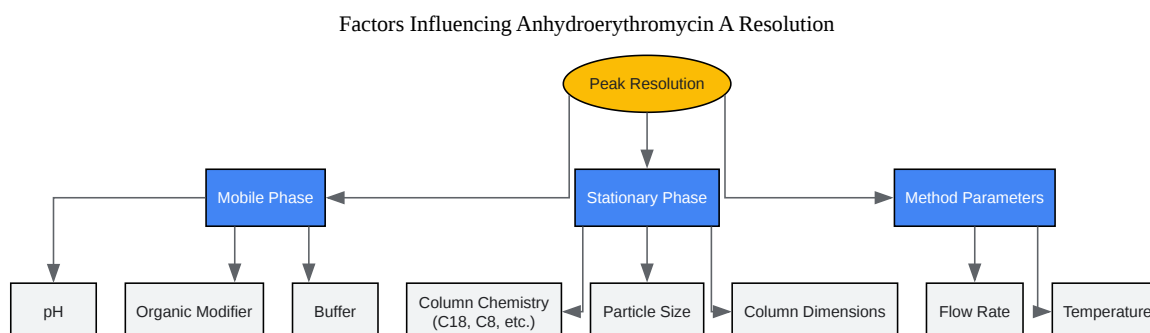 Factors Influencing Anhydroerythromycin A Resolution
Peak Resolution
Mobile Phase
Stationary Phase
Method Parameters
pH
Organic Modifier
Buffer
Column Chemistry
(C18, C8, etc.)
Particle Size
Column Dimensions
Flow Rate
Temperature